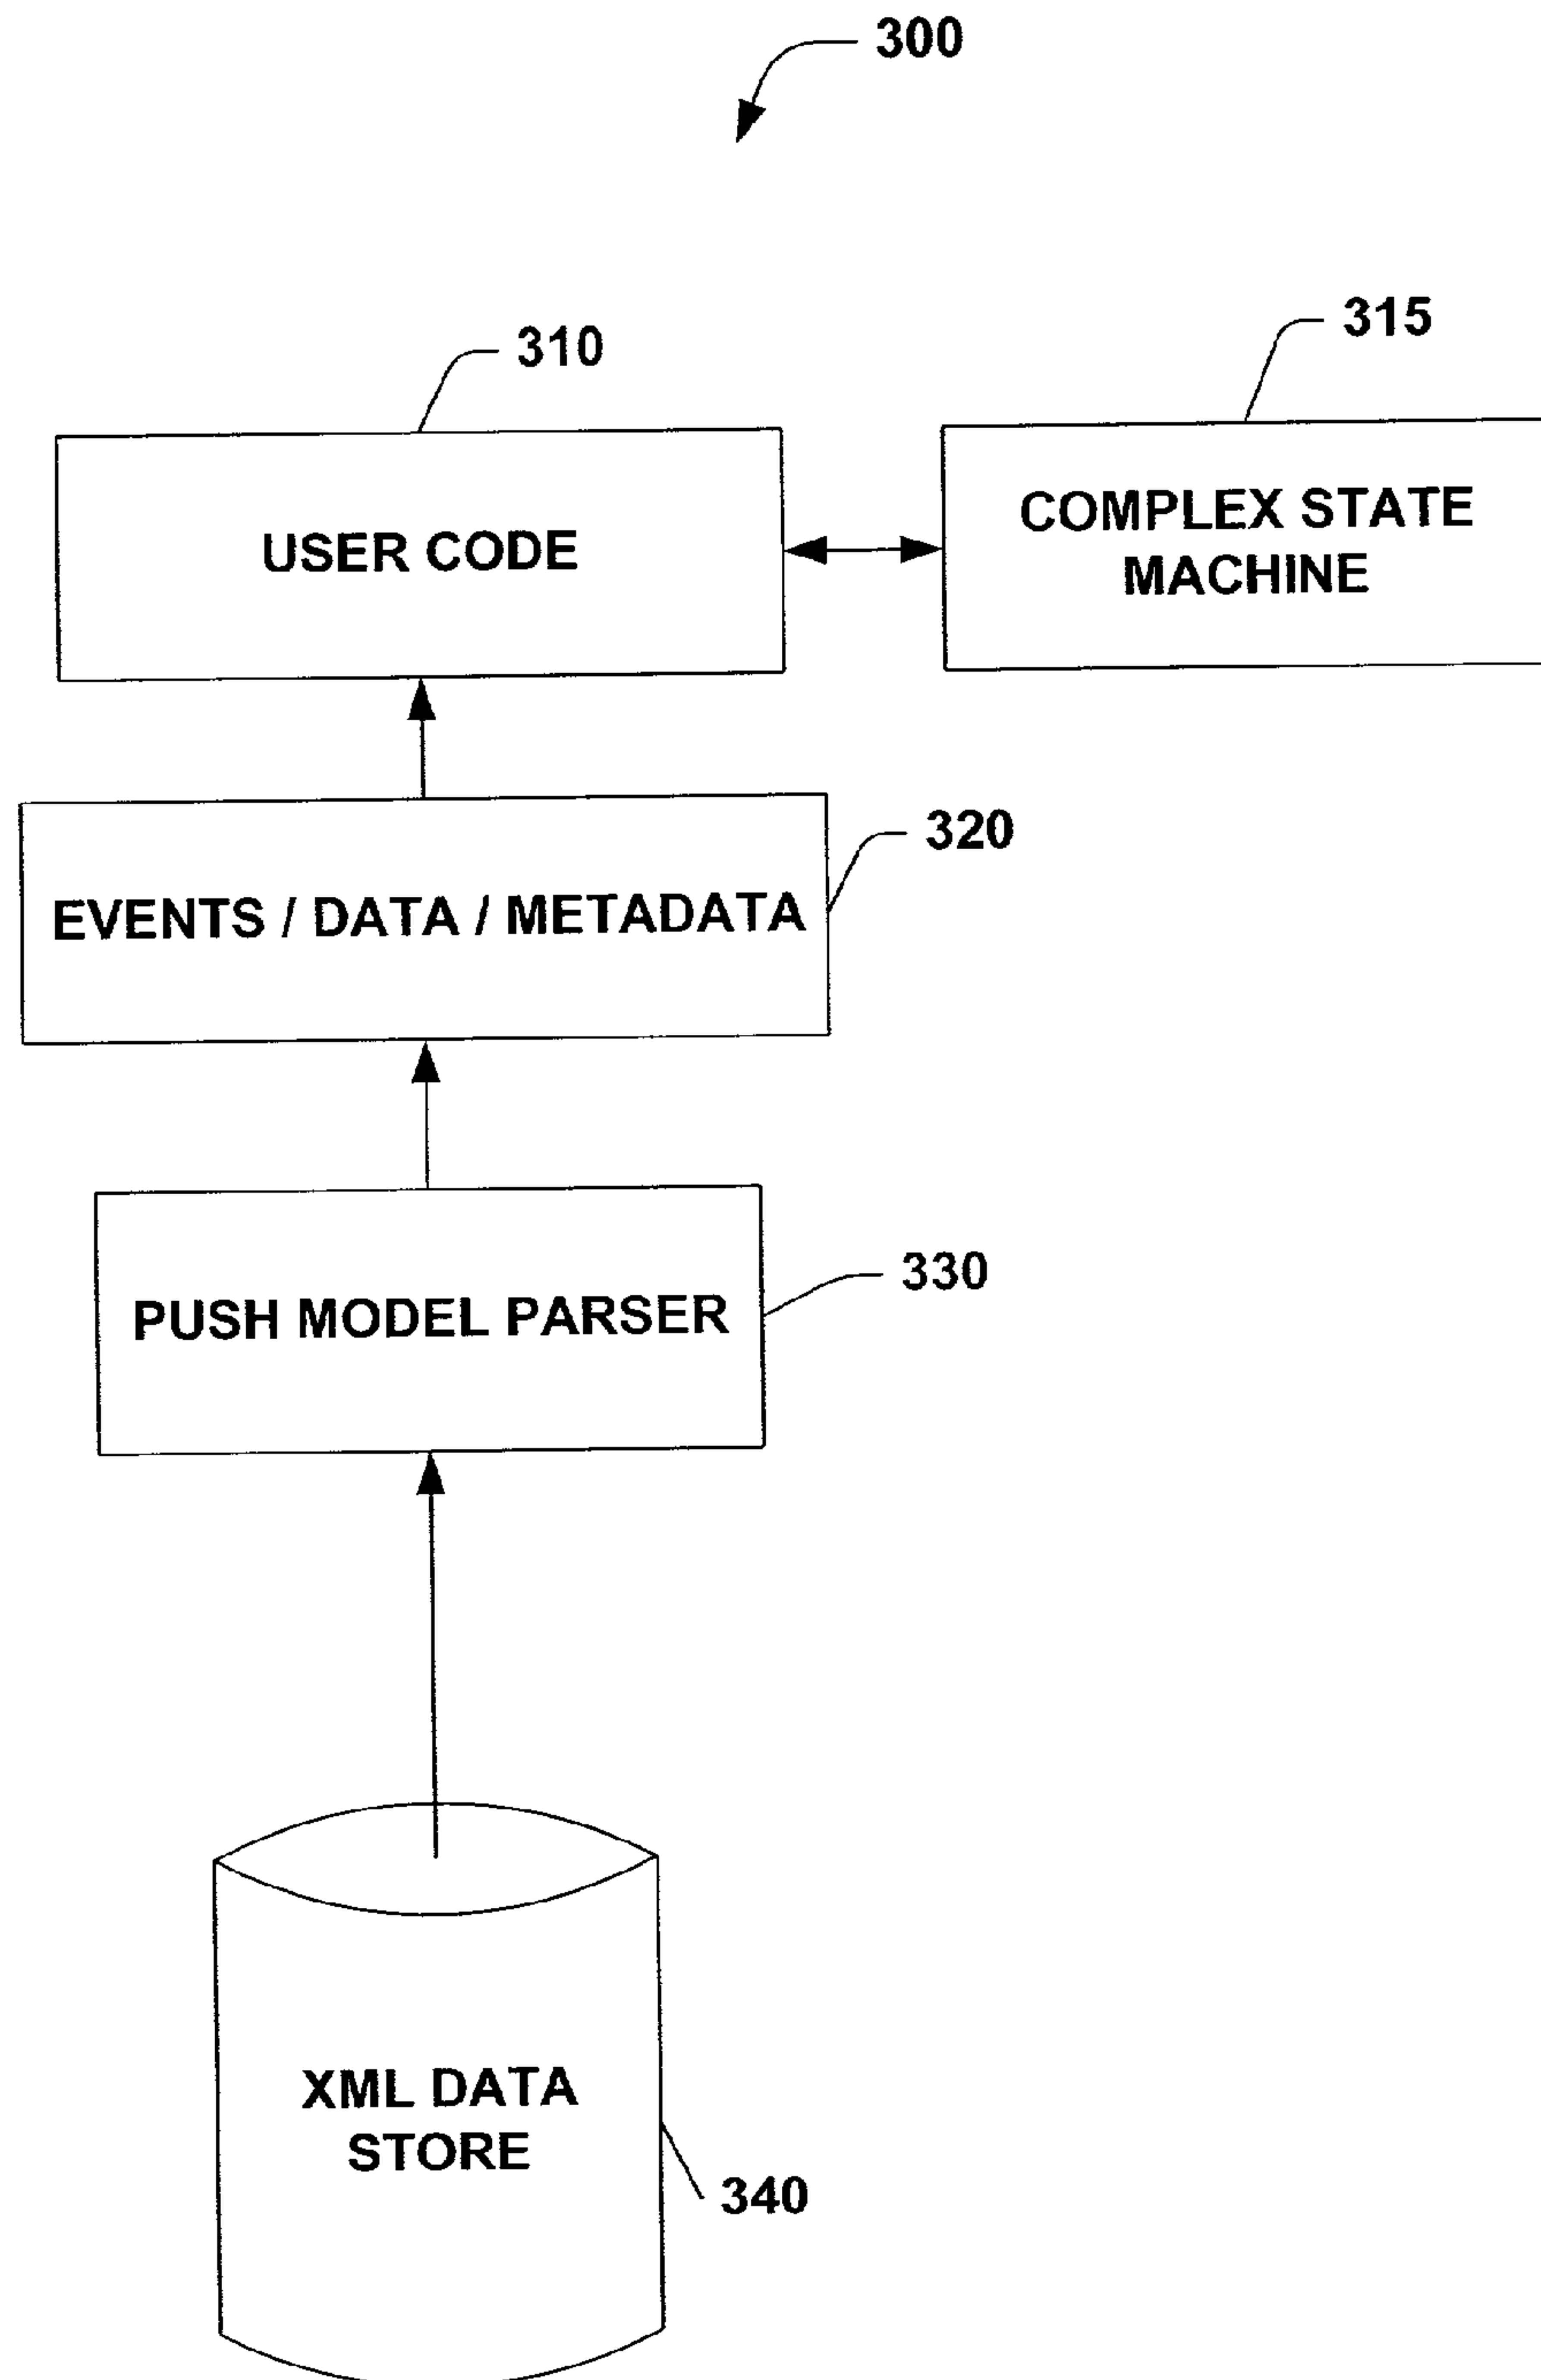 300
310
315
USER CODE
COMPLEX STATE
MACHINE
320
EVENTS / DATA / METADATA
330
PUSH MODEL PARSER
XML DATA
STORE
340